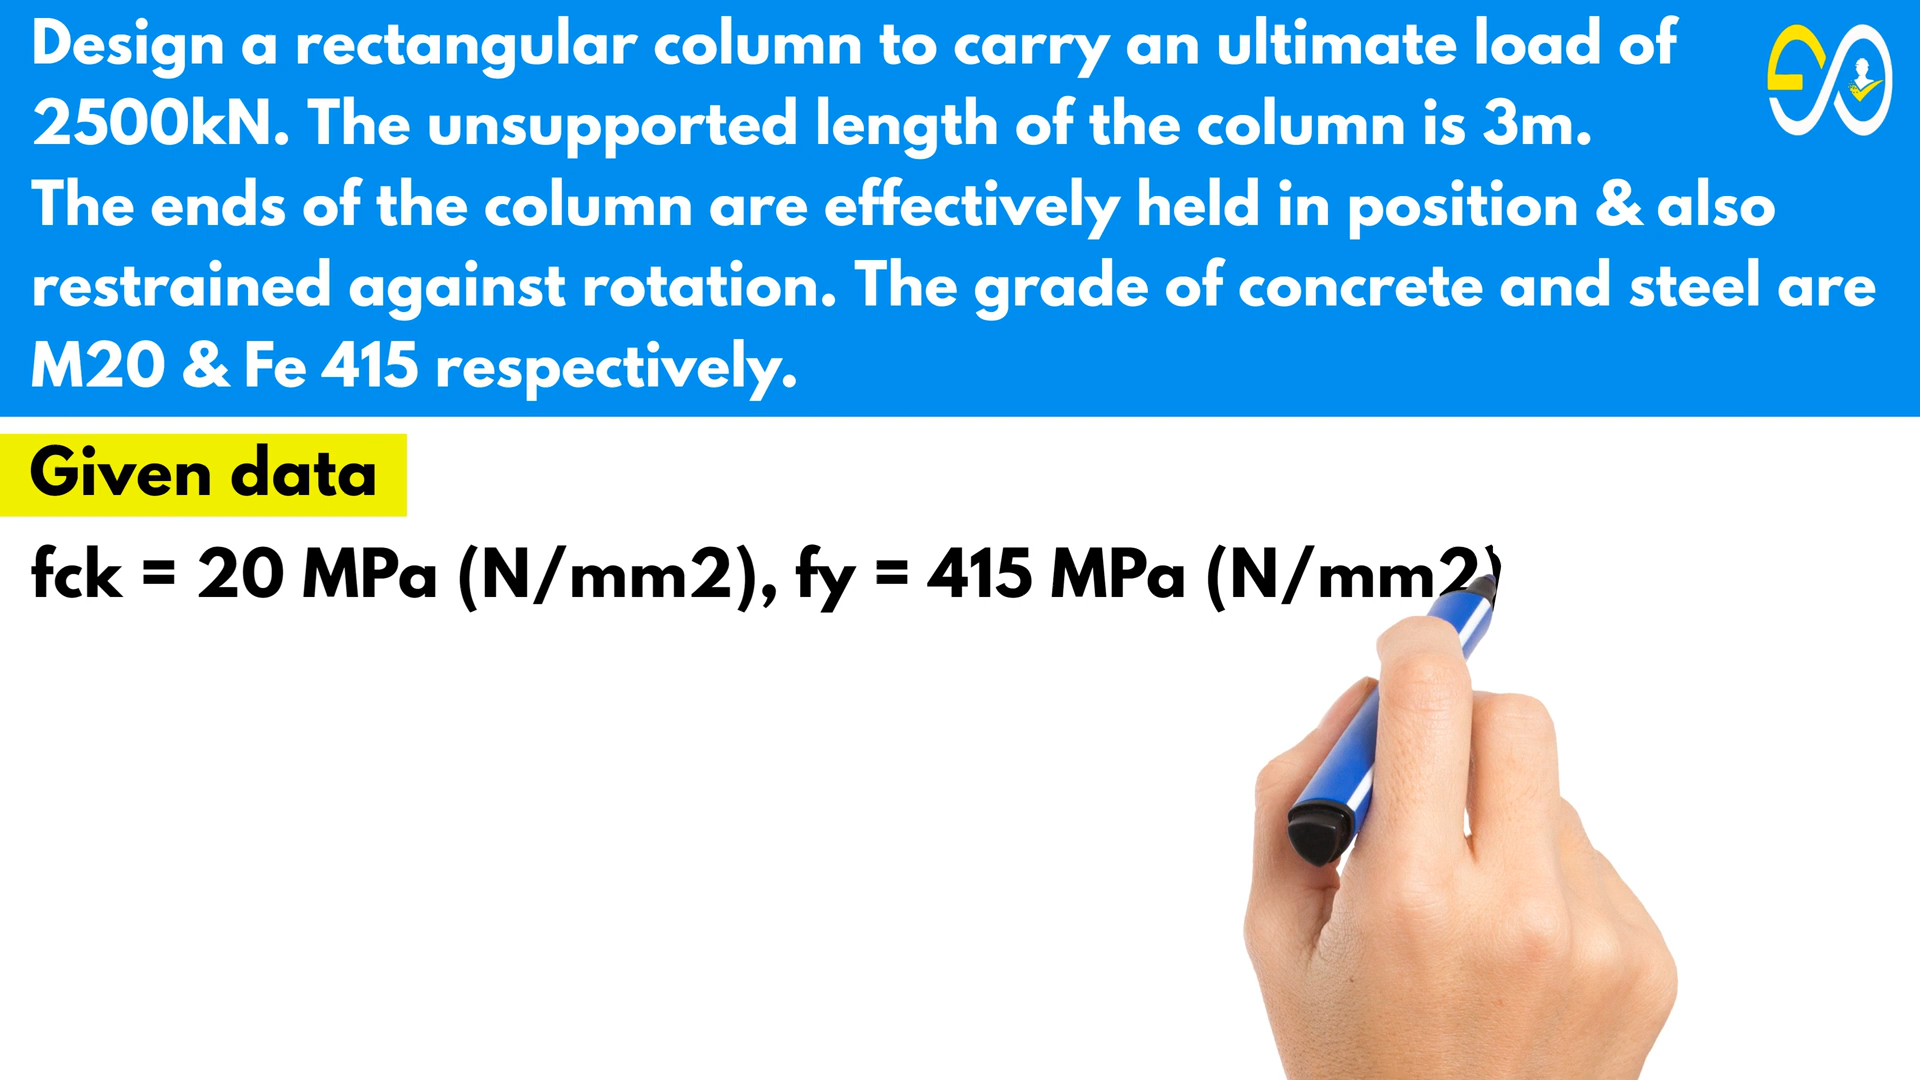 Design a rectangular column to carry an ultimate load of
2500kN. The unsupported length of the column is 3m.
The ends of the column are effectively held in position & also
restrained against rotation. The grade of concrete and steel are
M20 & Fe 415 respectively.
Given data
fck = 20 MPa (N/mm2), fy = 415 MPa (N/mm2)